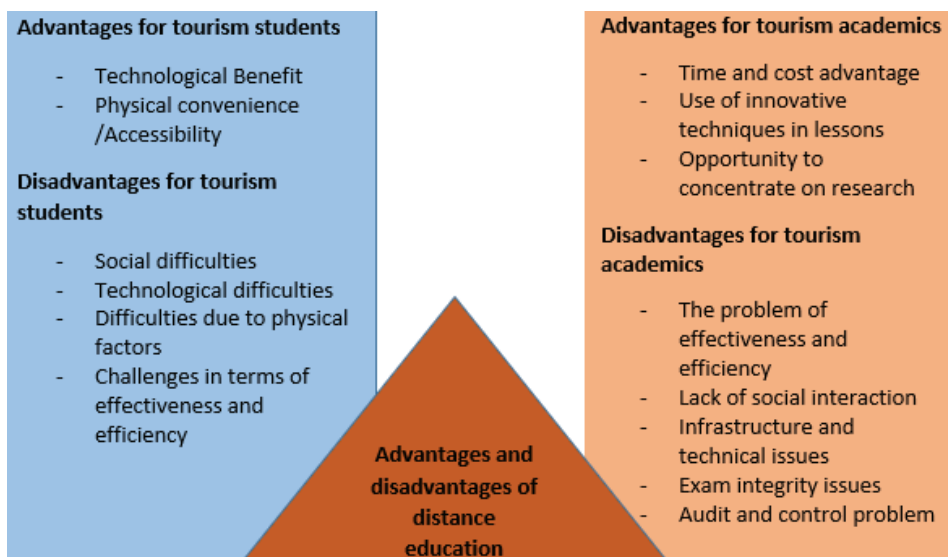 Advantages for tourism students
- Technological Benefit
- Physical convenience
/Accessibility
Disadvantages for tourism
students
- Social difficulties
- Technological difficulties
- Difficulties due to physical
factors
- Challenges in terms of
effectiveness and
efficiency
Advantages and
disadvantages of
distance
education
Advantages for tourism academics
- Time and cost advantage
- Use of innovative
techniques in lessons
- Opportunity to
concentrate on research
Disadvantages for tourism
academics
- The problem of
effectiveness and
efficiency
- Lack of social interaction
- Infrastructure and
technical issues
- Exam integrity issues
- Audit and control problem